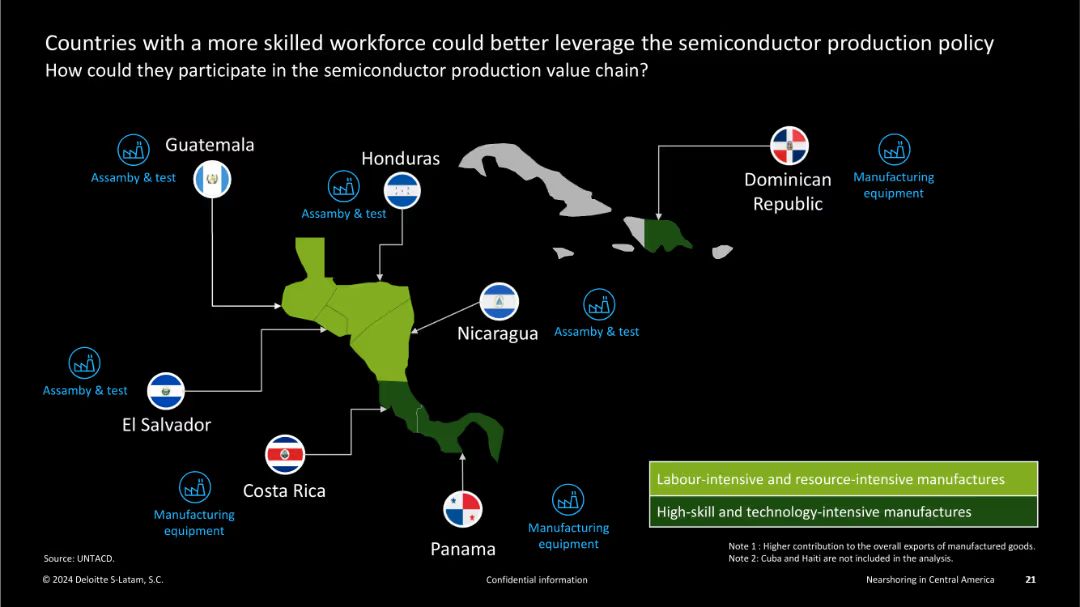 Countries with a more skilled workforce could better leverage the semiconductor production policy
How could they participate in the semiconductor production value chain?
Guatemala
Assamby & test
Honduras
Assamby & test
Dominican
Republic
Manufacturing
equipment
Nicaragua
Assamby & test
El Salvador
Assamby & test
Costa Rica
Manufacturing
equipment
Panama
Manufacturing
equipment
Labour-intensive and resource-intensive manufactures
High-skill and technology-intensive manufactures
Note 1 : Higher contribution to the overall exports of manufactured goods.
Note 2: Cuba and Haiti are not included in the analysis.
Source: UNTACD.
© 2024 Deloitte S-Latam, S.C.
Confidential information
Nearshoring in Central America
21